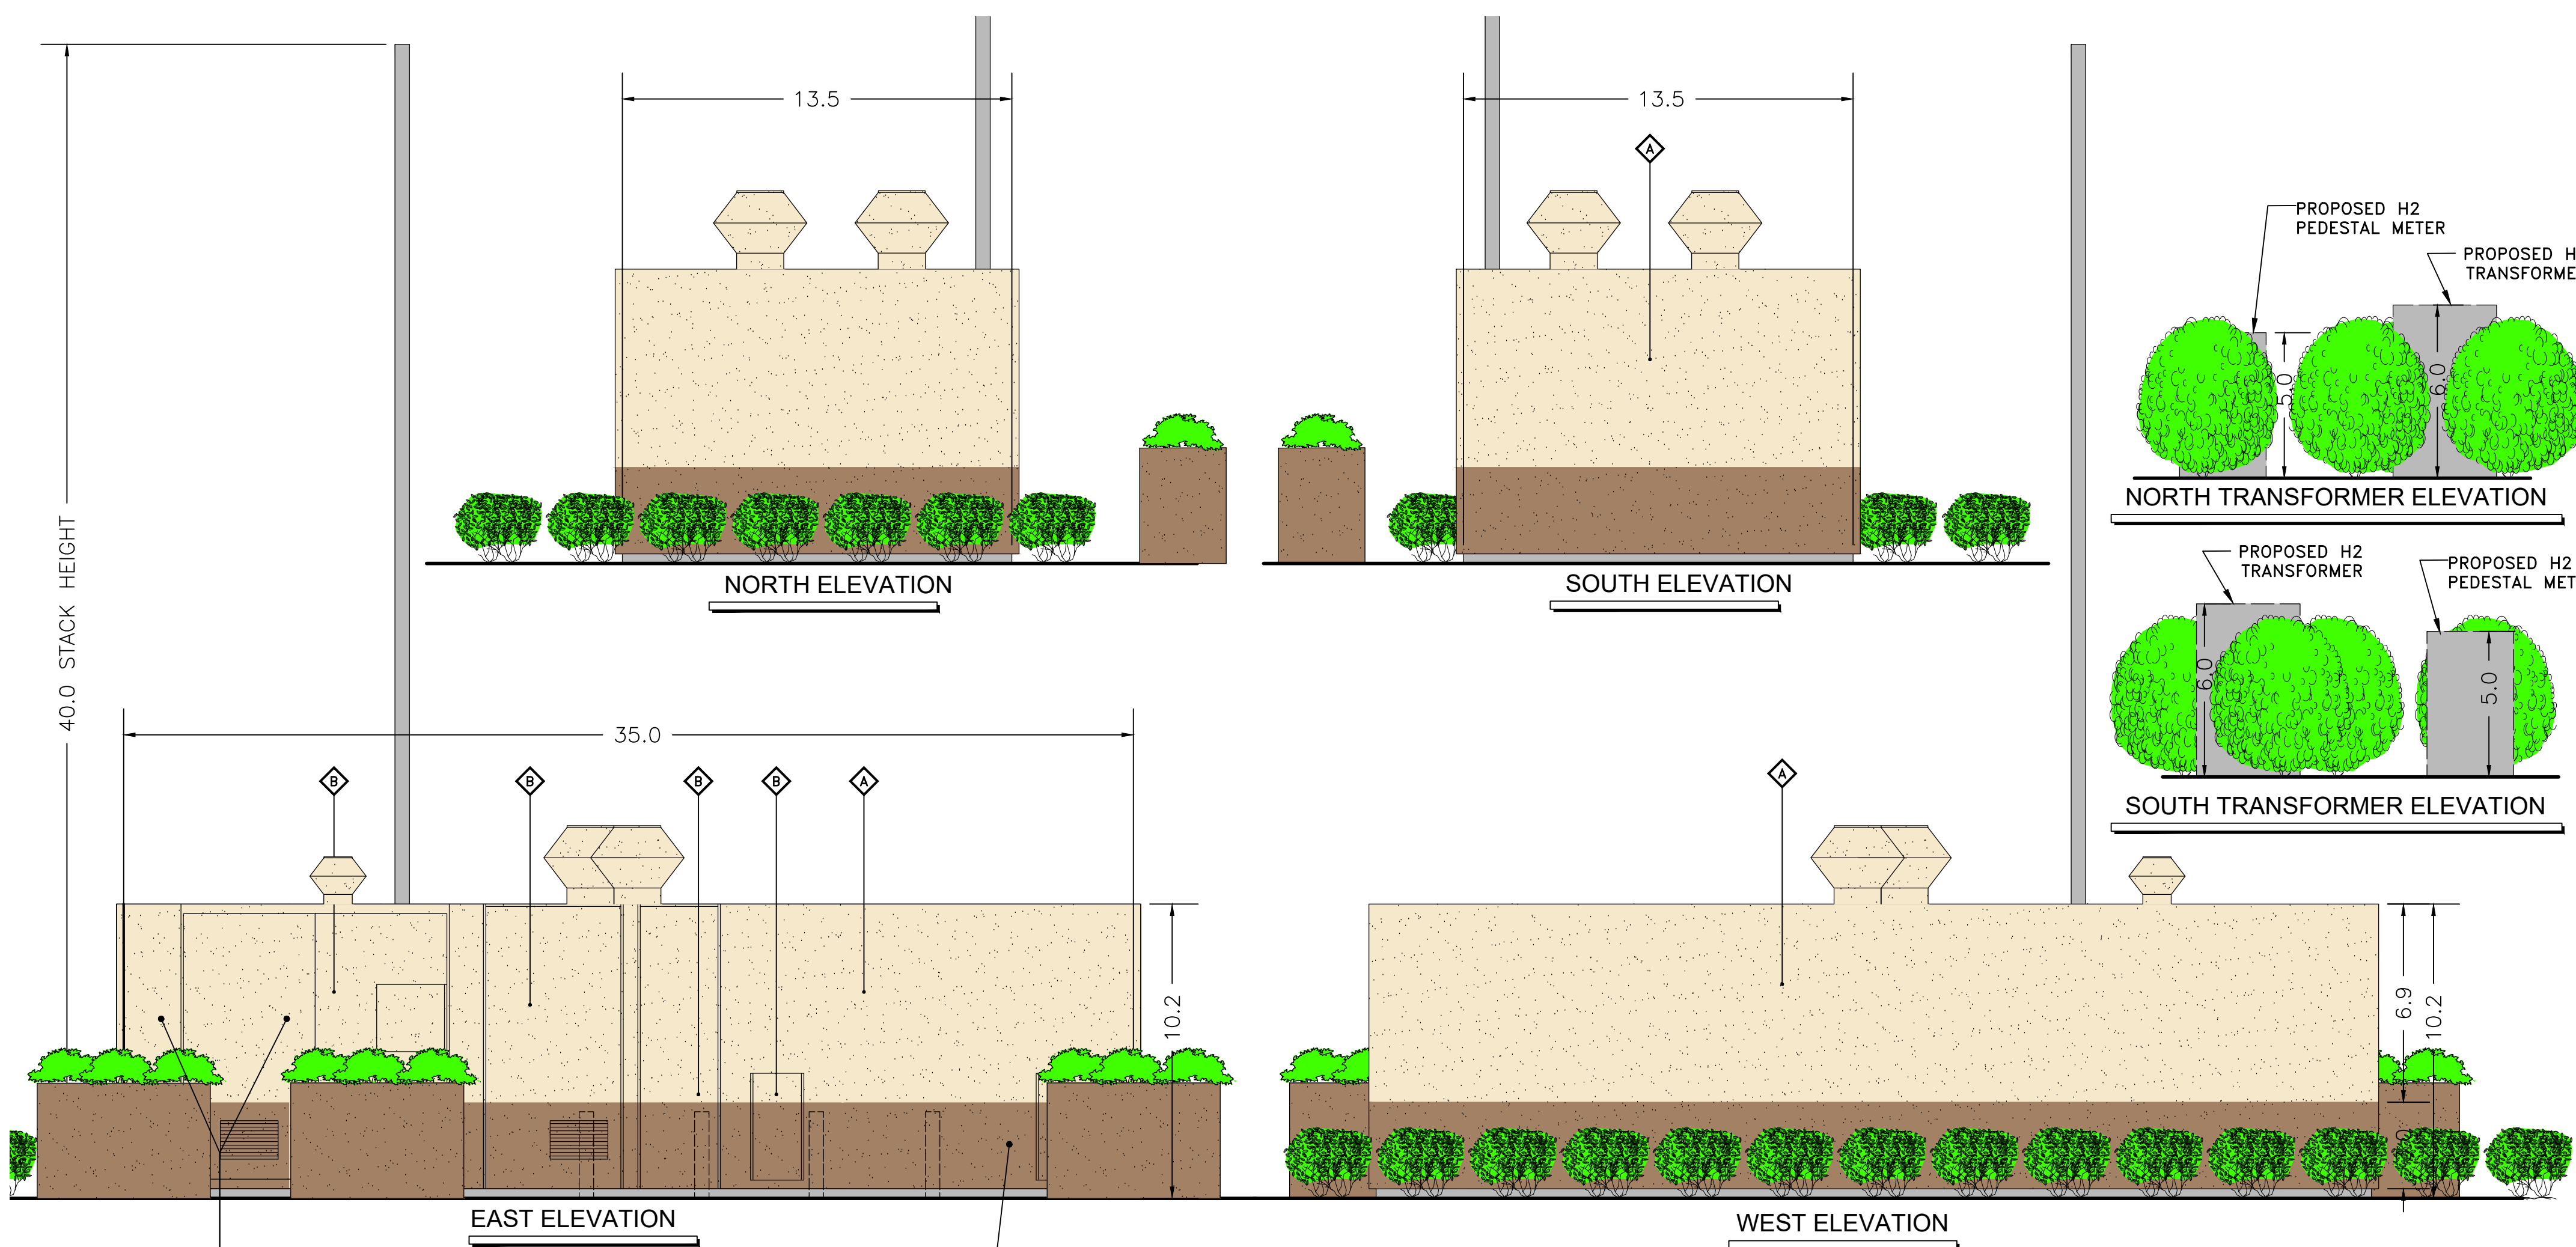 13.5
13.5
A
PROPOSED H2
PEDESTAL METER
PROPOSED H
TRANSFORME
5.0
6.0
NORTH TRANSFORMER ELEVATION
NORTH ELEVATION
SOUTH ELEVATION
40.0 STACK HEIGHT
PROPOSED H2
TRANSFORMER
PROPOSED H2
PEDESTAL MET
6.0
5.0
SOUTH TRANSFORMER ELEVATION
35.0
B
B
B
B
A
10.2
A
6.9
10.2
EAST ELEVATION
WEST ELEVATION